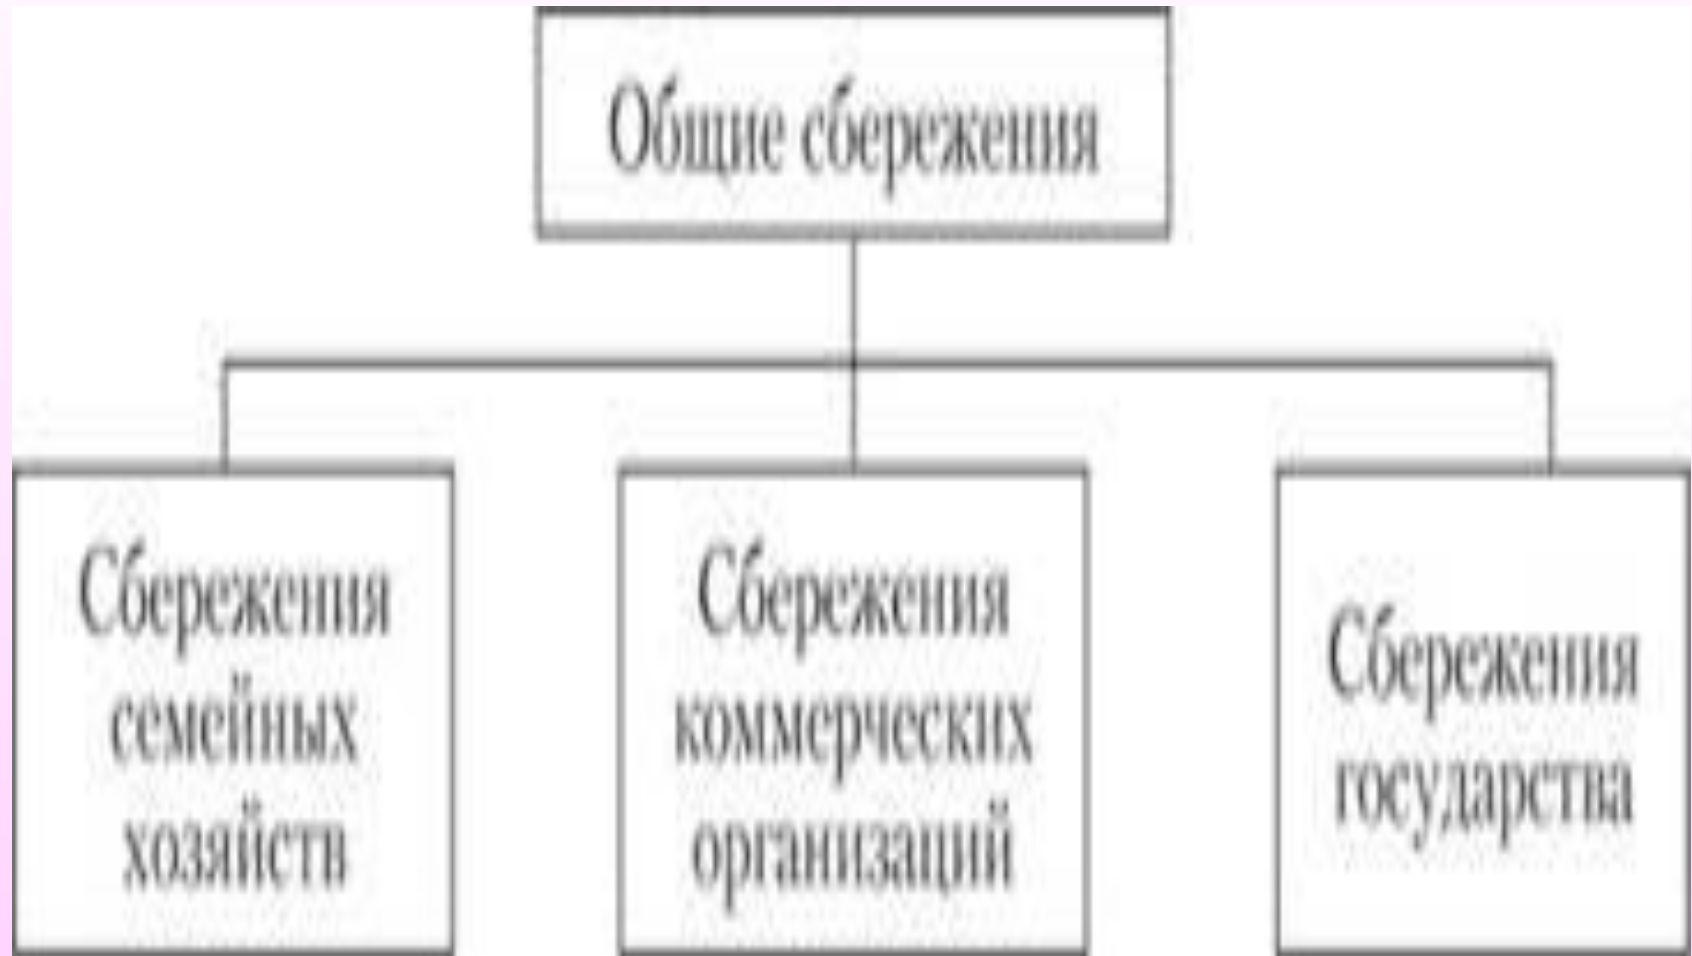 Общие сбережения
Сбережения
семейных
хозяйств
Сбережения
коммерческих
организаций
Сбережения
государства